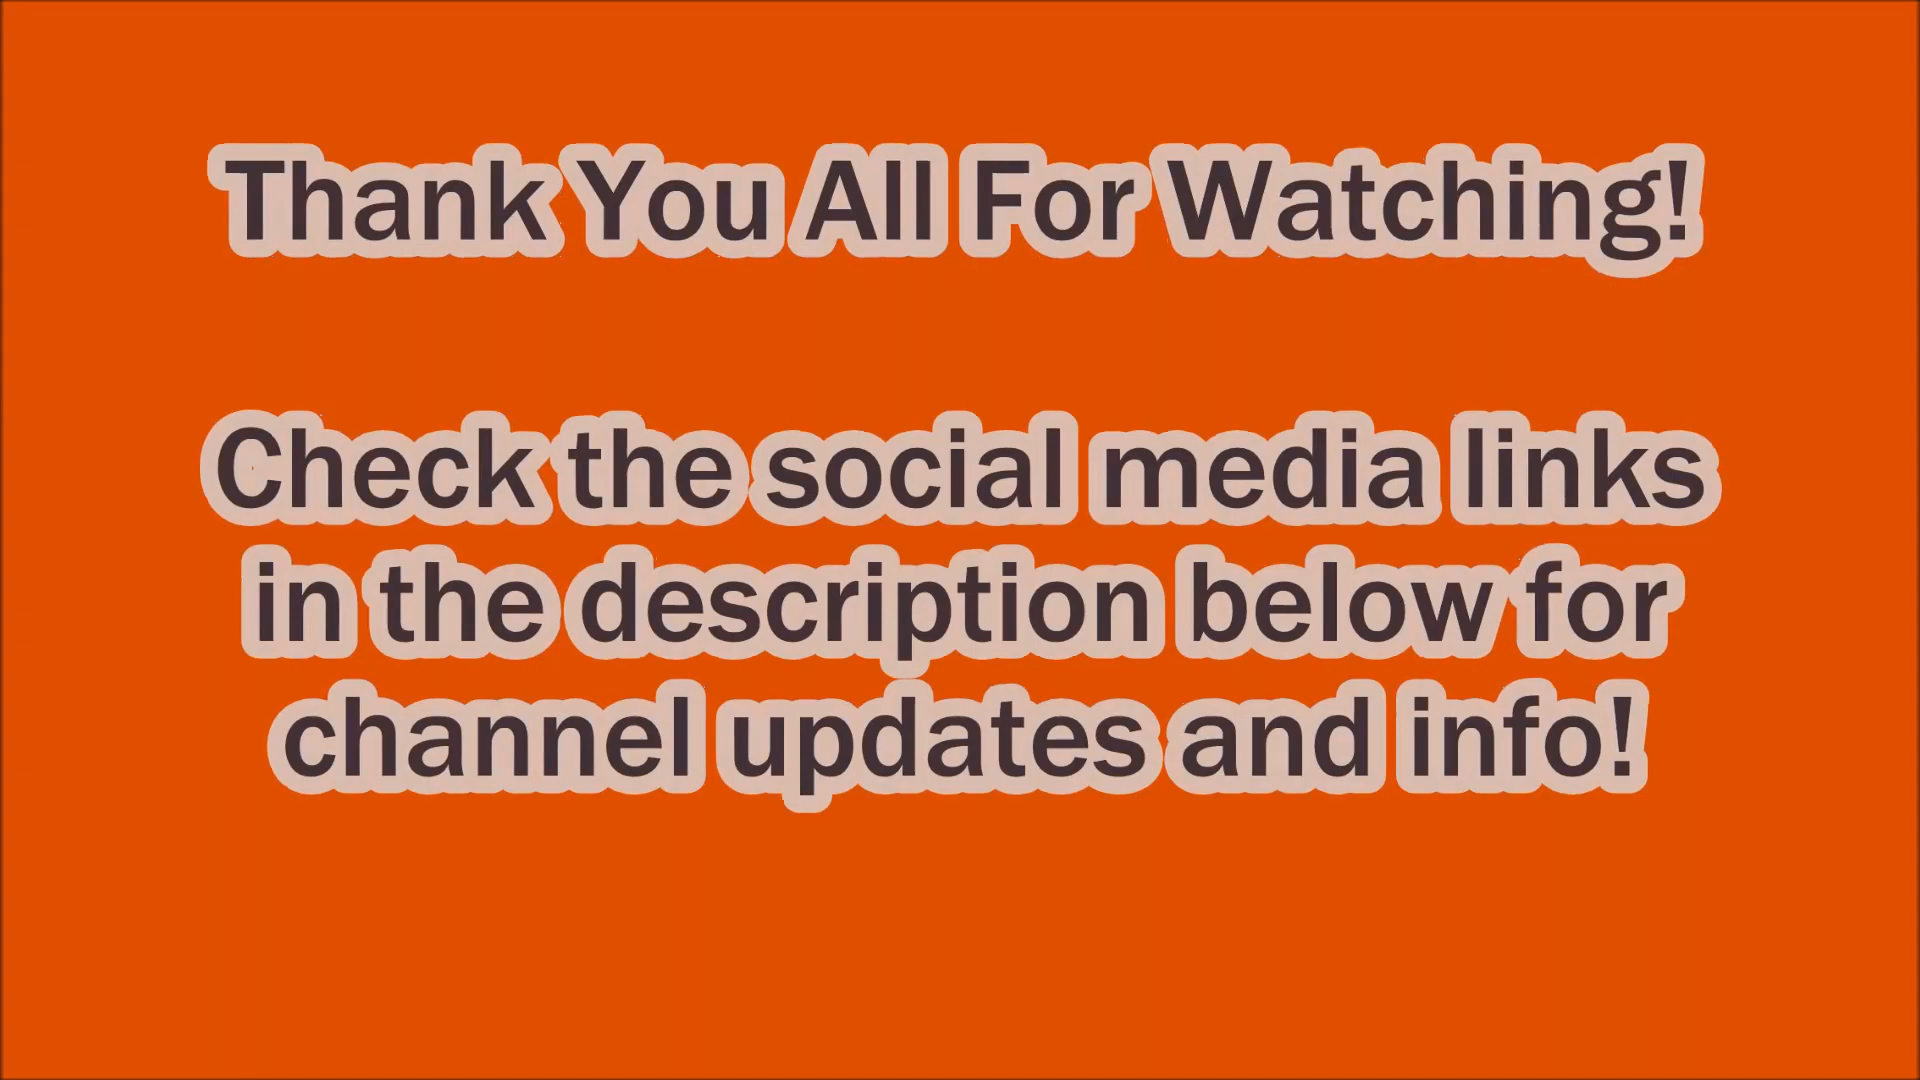 Thank You All For Watching!
Check the social media links
in the description below for
channel updates and info!